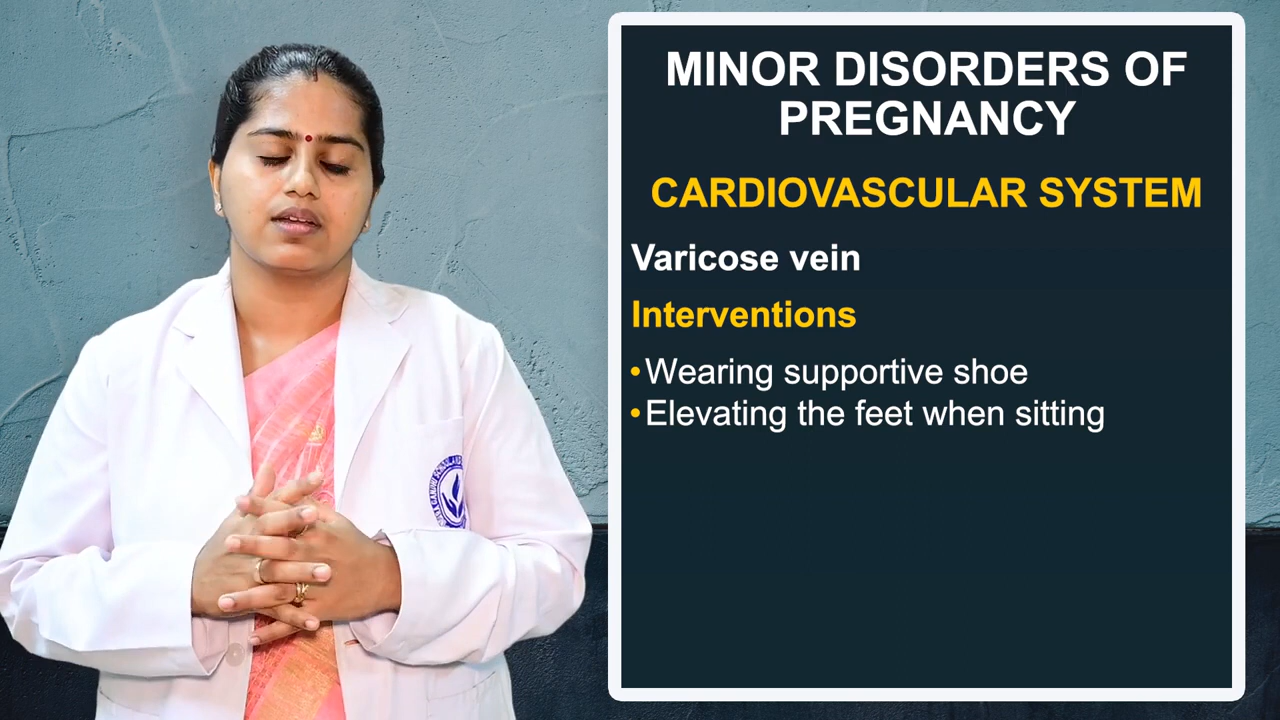 MINOR DISORDERS OF
PREGNANCY
CARDIOVASCULAR SYSTEM
Varicose vein
Interventions
•Wearing supportive shoe
•Elevating the feet when sitting